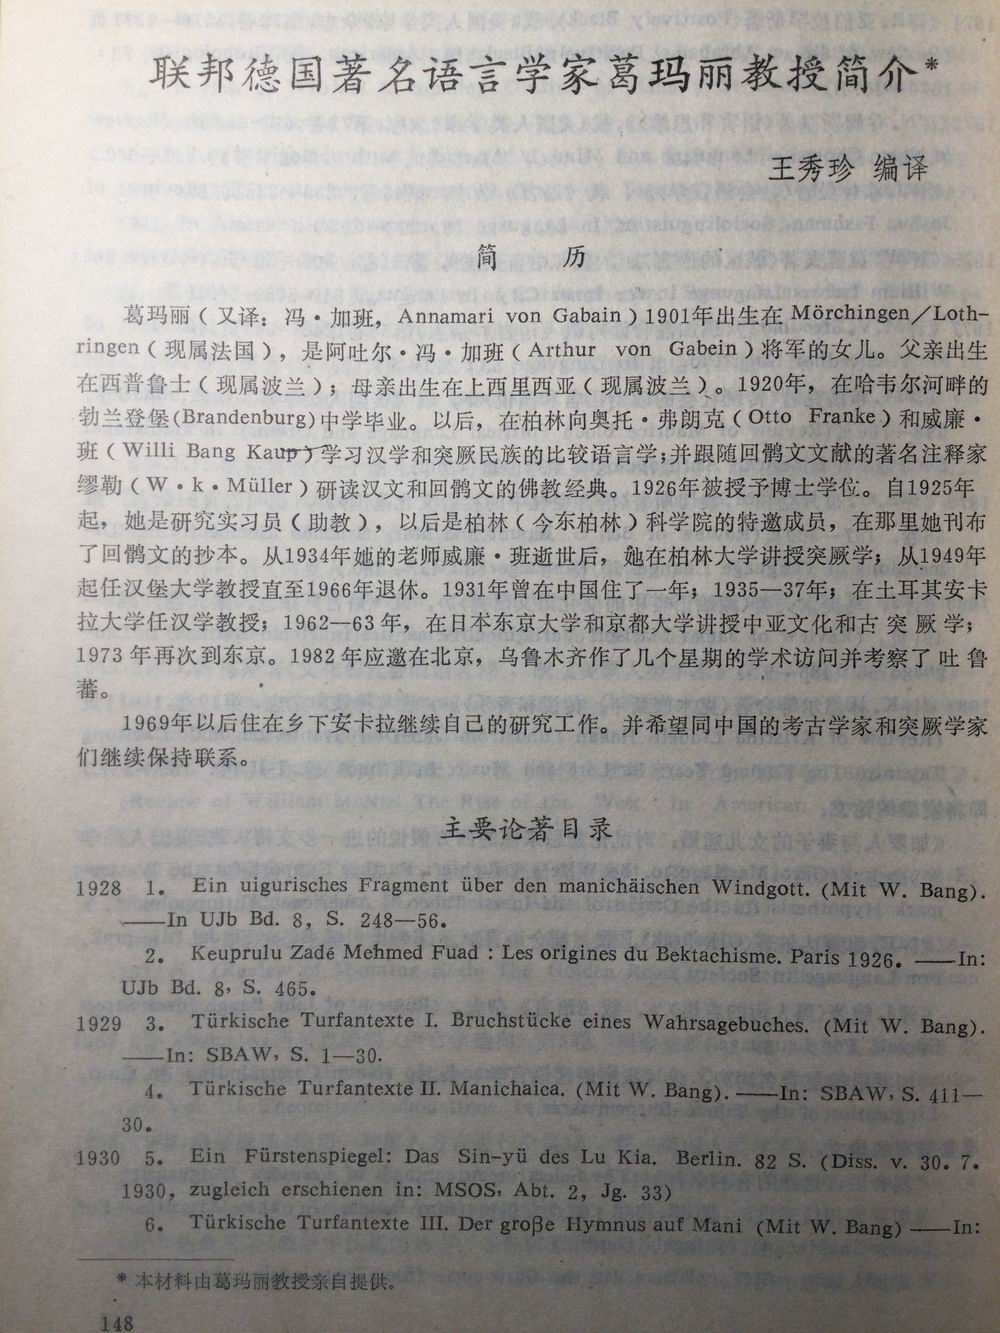 联邦德国著名语言学家葛玛丽教授简介*
王秀珍 编译
简 历
葛玛丽（又译：冯·加班，Annamari von Gabain）1901年出生在 Mörchingen／Loth-
ringen（现属法国），是阿吐尔·冯·加班（Arthur von Gabein）将军的女儿。父亲出生
在西普鲁士（现属波兰）；母亲出生在上西里西亚（现属波兰）。1920年，在哈韦尔河畔的
勃兰登堡(Brandenburg)中学毕业。以后，在柏林向奥托·弗朗克（Otto Franke）和威廉·
班（Willi Bang Kaup）学习汉学和突厥民族的比较语言学；并跟随回鹘文文献的著名注释家
缪勒（W·k·Müller）研读汉文和回鹘文的佛教经典。1926年被授予博士学位。自1925年
起，她是研究实习员（助教），以后是柏林（今东柏林）科学院的特邀成员，在那里她刊布
了回鹘文的抄本。从1934年她的老师威廉·班逝世后，她在柏林大学讲授突厥学；从1949年
起任汉堡大学教授直至1966年退休。1931年曾在中国住了一年；1935—37年；在土耳其安卡
拉大学任汉学教授；1962—63年，在日本东京大学和京都大学讲授中亚文化和古突厥学；
1973年再次到东京。1982年应邀在北京，乌鲁木齐作了几个星期的学术访问并考察了吐鲁
蕃。
1969年以后住在乡下安卡拉继续自己的研究工作。并希望同中国的考古学家和突厥学家
们继续保持联系。
主要论著目录
1928 1. Ein uigurisches Fragment über den manichäischen Windgott. (Mit W. Bang).
——In UJb Bd. 8, S. 248—56.
2. Keuprulu Zadé Mehmed Fuad : Les origines du Bektachisme. Paris 1926. ——In:
UJb Bd. 8, S. 465.
1929 3. Türkische Turfantexte I. Bruchstücke eines Wahrsagebuches. (Mit W. Bang).
——In: SBAW, S. 1—30.
4. Türkische Turfantexte II. Manichaica. (Mit W. Bang). ——In: SBAW, S. 411—
30.
1930 5. Ein Fürstenspiegel: Das Sin-yü des Lu Kia. Berlin. 82 S. (Diss. v. 30. 7.
1930, zugleich erschienen in: MSOS, Abt. 2, Jg. 33)
6. Türkische Turfantexte III. Der große Hymnus auf Mani (Mit W. Bang) ——In:
* 本材料由葛玛丽教授亲自提供。
148